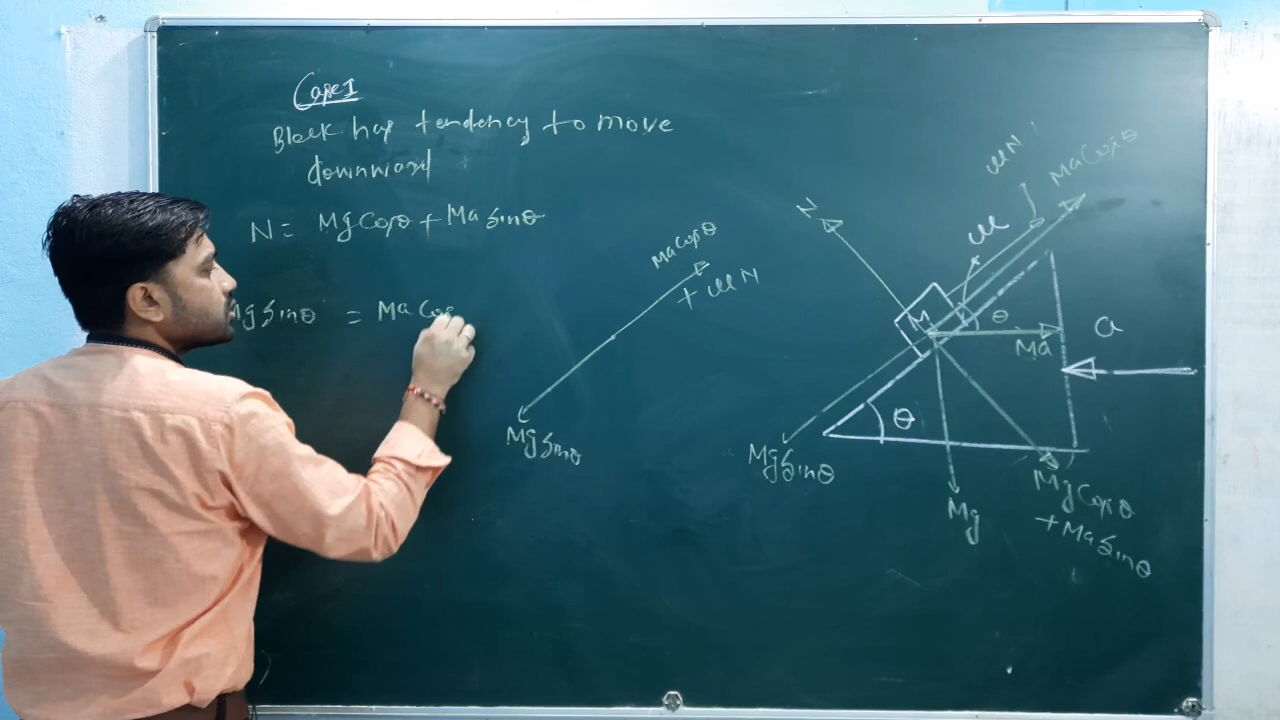 Case I
Block has tendency to move
downward
N = Mg Cosθ + Ma Sinθ
Mg Sinθ = Ma Cos
Ma cosθ
+ μN
Mg Sinθ
N
μN
Ma Cosθ
μ
M
θ
Ma
a
θ
Mg Sinθ
Mg
Mg Cosθ
+ Ma Sinθ